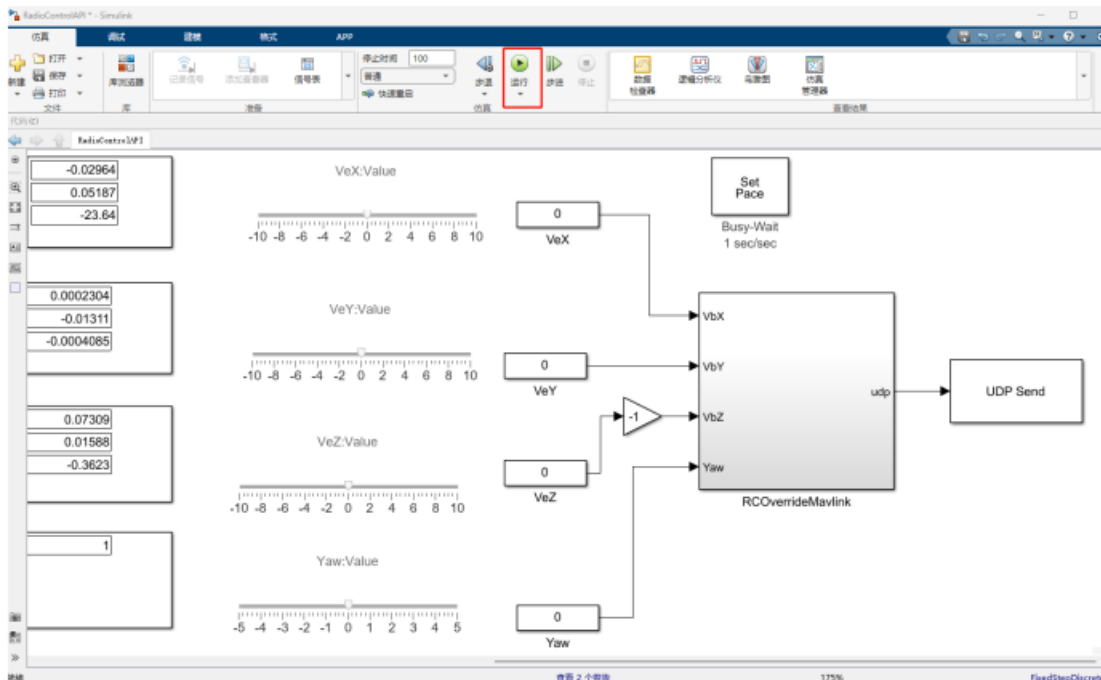 RadioControlAPI * - Simulink
仿真 调试 建模 格式 APP
新建 打开 保存 打印
文件
库浏览器
库
记录信号 添加查看器 信号表
准备
停止时间 100
普通
快速重启
步退 运行 步进 停止
仿真
数据检查器 逻辑分析仪 鸟瞰图 仿真管理器
查看结果
RadioControlAPI
-0.02964
0.05187
-23.64
VeX:Value
-10 -8 -6 -4 -2 0 2 4 6 8 10
0
VeX
Set
Pace
Busy-Wait
1 sec/sec
0.0002304
-0.01311
-0.0004085
VeY:Value
-10 -8 -6 -4 -2 0 2 4 6 8 10
0
VeY
VbX
VbY
VbZ
Yaw
udp
RCOverrideMavlink
UDP Send
-1
0.07309
0.01588
-0.3623
VeZ:Value
-10 -8 -6 -4 -2 0 2 4 6 8 10
0
VeZ
1
Yaw:Value
-5 -4 -3 -2 -1 0 1 2 3 4 5
0
Yaw
就绪 查看 2 个警告 175% FixedStepDiscrete